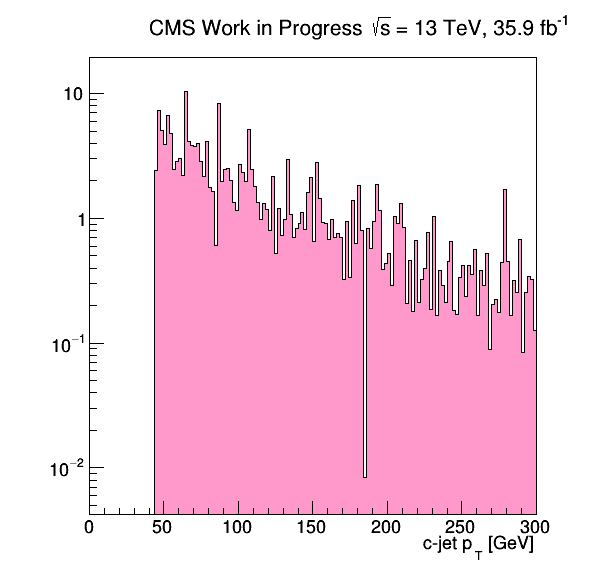 CMS Work in Progress √s = 13 TeV, 35.9 fb⁻¹
10
1
10⁻¹
10⁻²
0 50 100 150 200 250 300
c-jet p_T [GeV]